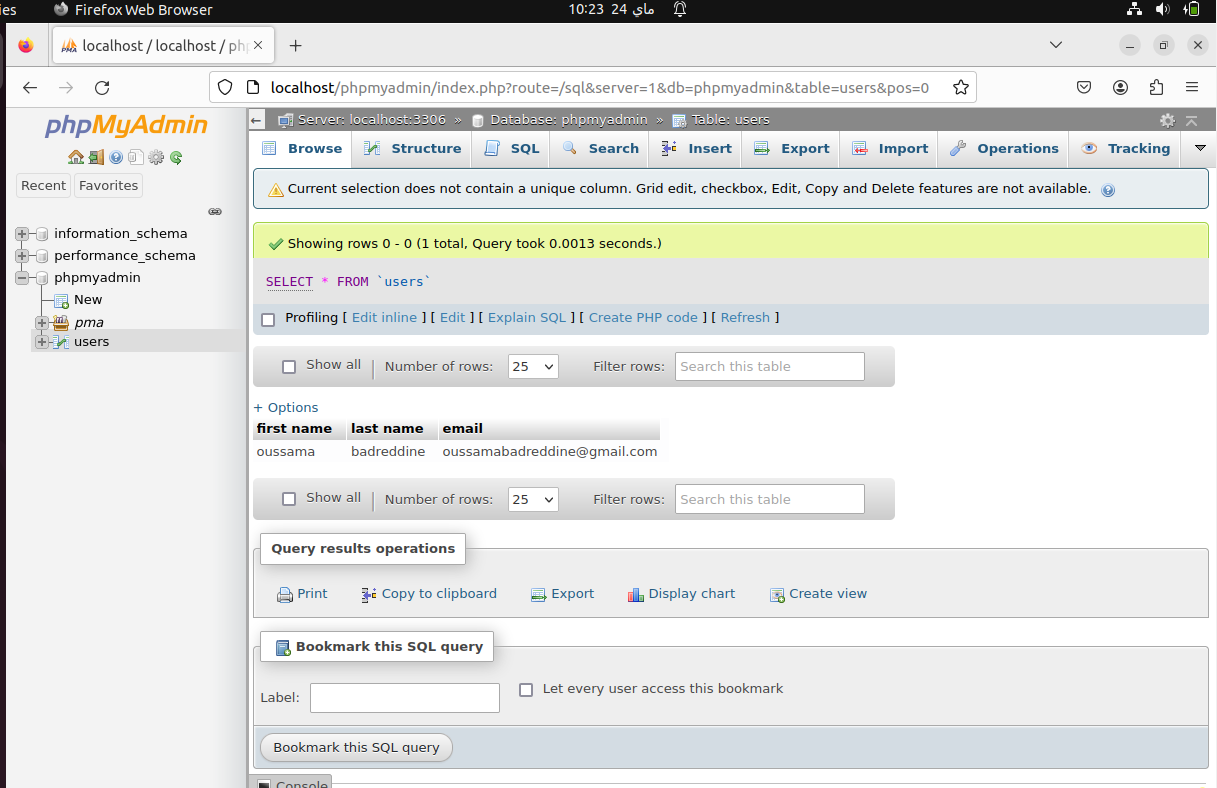 ies Firefox Web Browser 10:23 24 ماي
localhost / localhost / php
localhost/phpmyadmin/index.php?route=/sql&server=1&db=phpmyadmin&table=users&pos=0
phpMyAdmin
Recent Favorites
information_schema
performance_schema
phpmyadmin
New
pma
users
Server: localhost:3306 » Database: phpmyadmin » Table: users
Browse Structure SQL Search Insert Export Import Operations Tracking
Current selection does not contain a unique column. Grid edit, checkbox, Edit, Copy and Delete features are not available.
Showing rows 0 - 0 (1 total, Query took 0.0013 seconds.)
SELECT * FROM `users`
Profiling [ Edit inline ] [ Edit ] [ Explain SQL ] [ Create PHP code ] [ Refresh ]
Show all Number of rows: 25 Filter rows: Search this table
+ Options
first name last name email
oussama badreddine oussamabadreddine@gmail.com
Show all Number of rows: 25 Filter rows: Search this table
Query results operations
Print Copy to clipboard Export Display chart Create view
Bookmark this SQL query
Label: Let every user access this bookmark
Bookmark this SQL query
Console